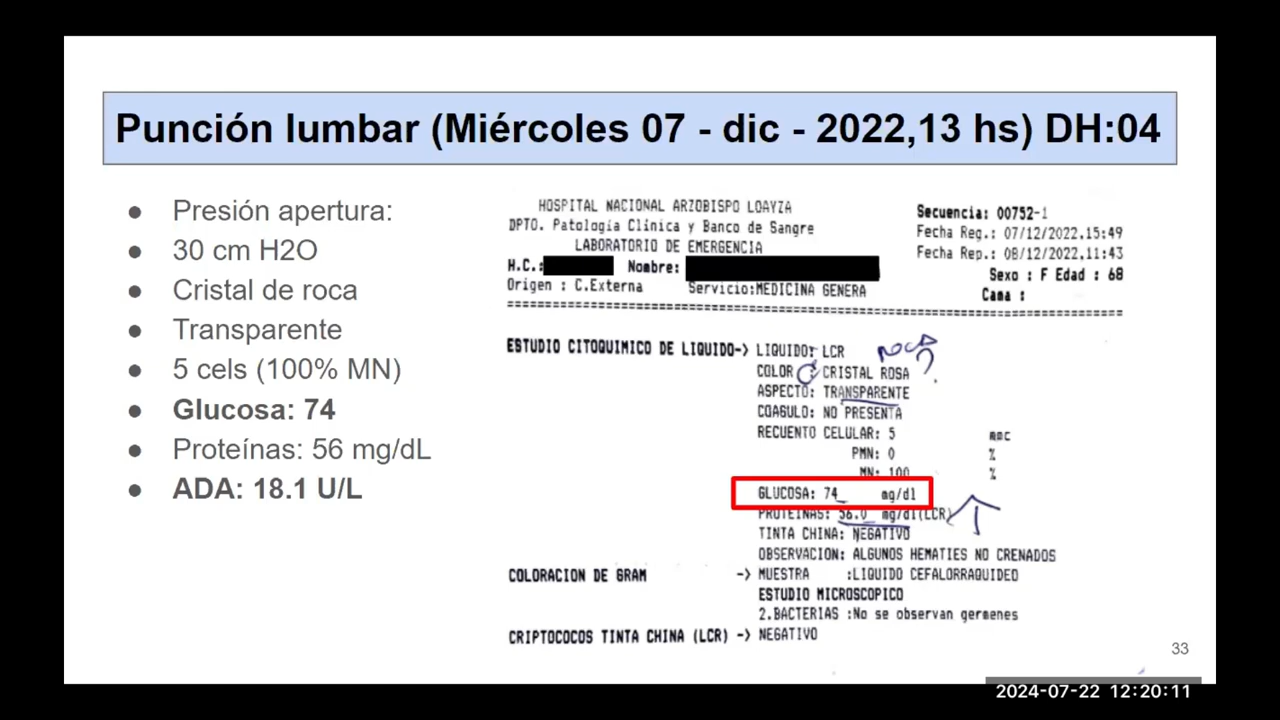 Punción lumbar (Miércoles 07 - dic - 2022,13 hs) DH:04
● Presión apertura:
● 30 cm H2O
● Cristal de roca
● Transparente
● 5 cels (100% MN)
● Glucosa: 74
● Proteínas: 56 mg/dL
● ADA: 18.1 U/L
HOSPITAL NACIONAL ARZOBISPO LOAYZA
DPTO. Patología Clínica y Banco de Sangre
LABORATORIO DE EMERGENCIA
H.C.: Nombre:
Origen : C.Externa Servicio:MEDICINA GENERA
Secuencia: 00752-1
Fecha Reg.: 07/12/2022,15:49
Fecha Rep.: 08/12/2022,11:43
Sexo : F Edad : 68
Cama :
ESTUDIO CITOQUIMICO DE LIQUIDO-> LIQUIDO: LCR
ROCA?
COLOR : CRISTAL ROSA
ASPECTO: TRANSPARENTE
COAGULO: NO PRESENTA
RECUENTO CELULAR: 5 mmc
PMN: 0 %
MN: 100 %
GLUCOSA: 74 mg/dl
PROTEINAS: 56.0 mg/dl(LCR)
TINTA CHINA: NEGATIVO
OBSERVACION: ALGUNOS HEMATIES NO CRENADOS
COLORACION DE GRAM -> MUESTRA :LIQUIDO CEFALORRAQUIDEO
ESTUDIO MICROSCOPICO
2.BACTERIAS :No se observan germenes
CRIPTOCOCOS TINTA CHINA (LCR) -> NEGATIVO
33
2024-07-22 12:20:11